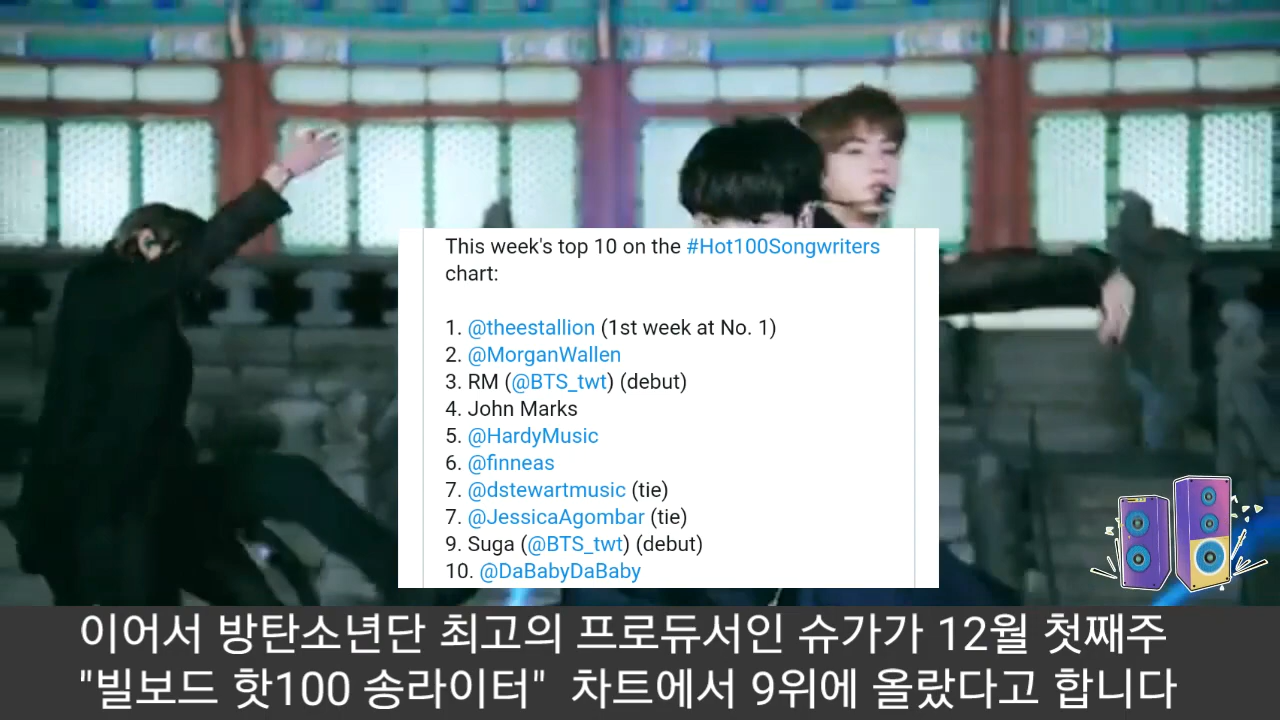 This week's top 10 on the #Hot100Songwriters
chart:
1. @theestallion (1st week at No. 1)
2. @MorganWallen
3. RM (@BTS_twt) (debut)
4. John Marks
5. @HardyMusic
6. @finneas
7. @dstewartmusic (tie)
7. @JessicaAgombar (tie)
9. Suga (@BTS_twt) (debut)
10. @DaBabyDaBaby
이어서 방탄소년단 최고의 프로듀서인 슈가가 12월 첫째주
"빌보드 핫100 송라이터" 차트에서 9위에 올랐다고 합니다